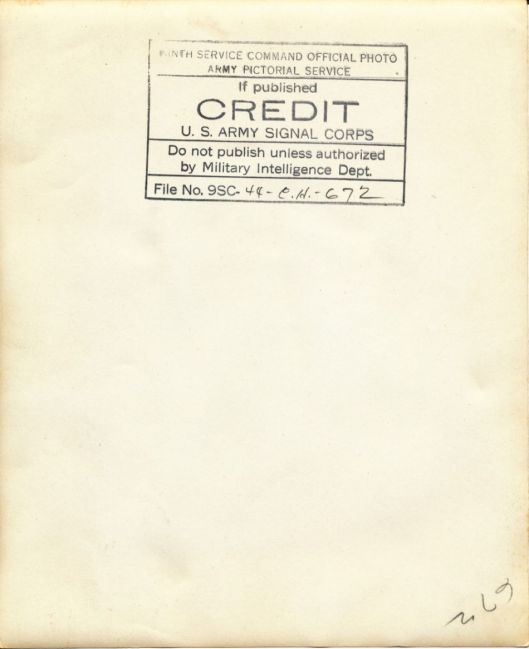 NINTH SERVICE COMMAND OFFICIAL PHOTO
ARMY PICTORIAL SERVICE
If published
CREDIT
U. S. ARMY SIGNAL CORPS
Do not publish unless authorized
by Military Intelligence Dept.
File No. 9SC-44-E.H.-672